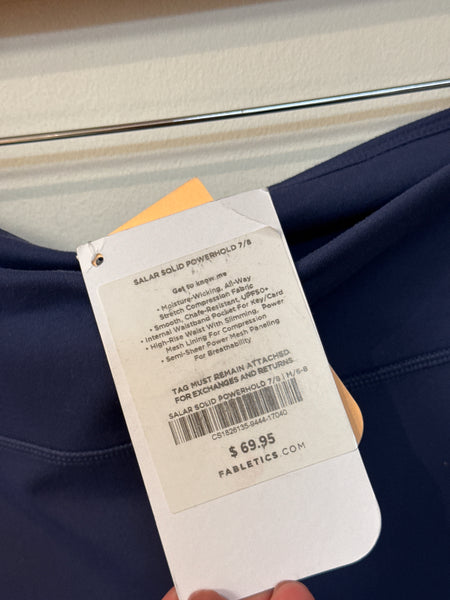 SALAR SOLID POWERHOLD 7/8
Get to know me
• Moisture-Wicking, All-Way
Stretch Compression Fabric
• Smooth, Chafe-Resistant, UPF50+
• Internal Waistband Pocket For Key/Card
• High-Rise Waist With Slimming, Power
Mesh Lining For Compression
• Semi-Sheer Power Mesh Paneling
For Breathability
TAG MUST REMAIN ATTACHED
FOR EXCHANGES AND RETURNS
SALAR SOLID POWERHOLD 7/8 | M/6-8
CS1826135-9444-17040
$ 69.95
FABLETICS.COM